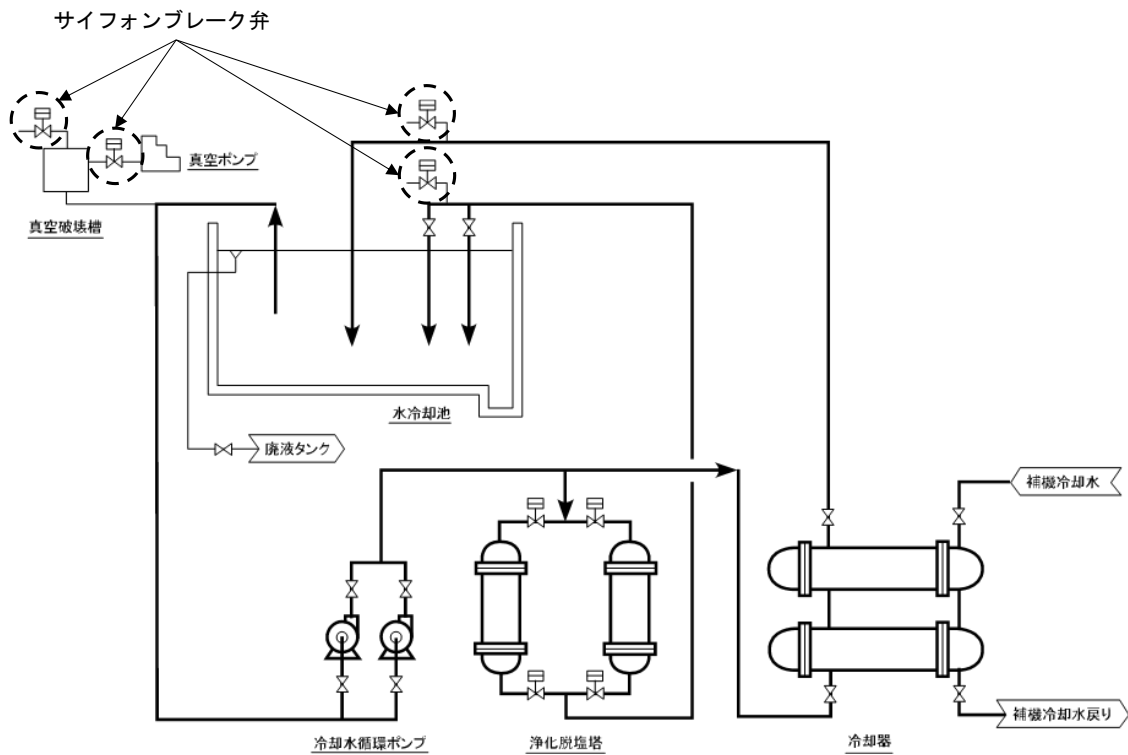 サイフォンブレーク弁
真空ポンプ
真空破壊槽
水冷却池
廃液タンク
補機冷却水
補機冷却水戻り
冷却水循環ポンプ
浄化脱塩塔
冷却器